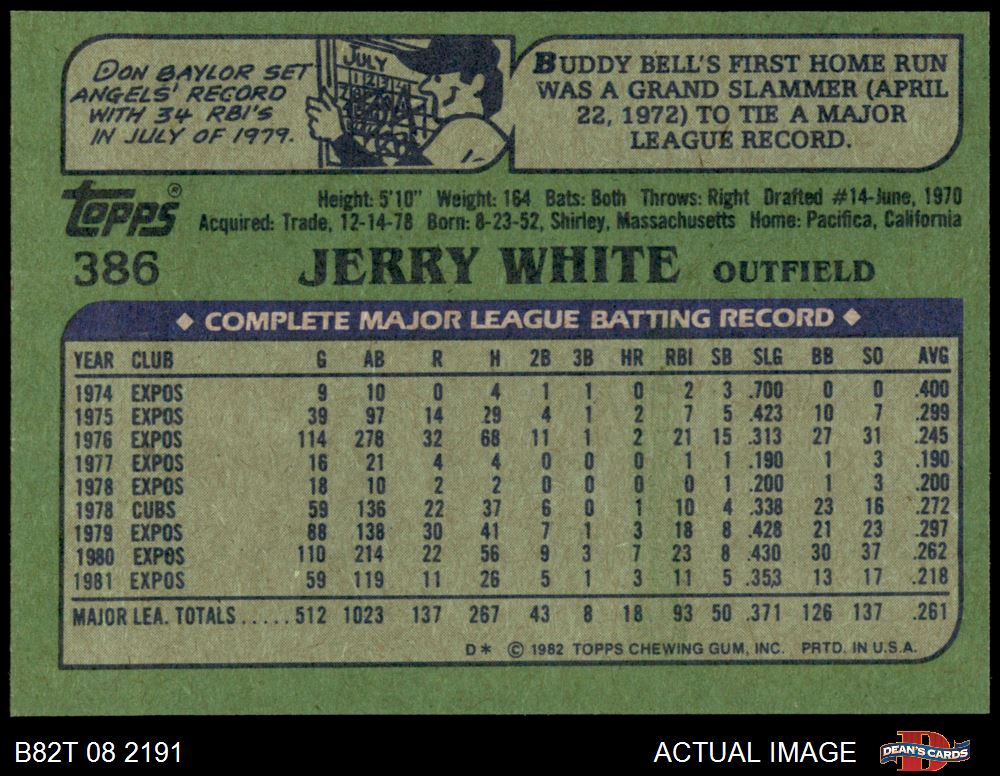 DON BAYLOR SET
ANGELS' RECORD
WITH 34 RBI'S
IN JULY OF 1979.
JULY
BUDDY BELL'S FIRST HOME RUN
WAS A GRAND SLAMMER (APRIL
22, 1972) TO TIE A MAJOR
LEAGUE RECORD.
TOPPS®
Height: 5'10" Weight: 164 Bats: Both Throws: Right Drafted #14-June, 1970
Acquired: Trade, 12-14-78 Born: 8-23-52, Shirley, Massachusetts Home: Pacifica, California
386 JERRY WHITE OUTFIELD
◆ COMPLETE MAJOR LEAGUE BATTING RECORD ◆
YEAR CLUB G AB R H 2B 3B HR RBI SB SLG BB SO AVG
1974 EXPOS 9 10 0 4 1 1 0 2 3 .700 0 0 .400
1975 EXPOS 39 97 14 29 4 1 2 7 5 .423 10 7 .299
1976 EXPOS 114 278 32 68 11 1 2 21 15 .313 27 31 .245
1977 EXPOS 16 21 4 4 0 0 0 1 1 .190 1 3 .190
1978 EXPOS 18 10 2 2 0 0 0 0 1 .200 1 3 .200
1978 CUBS 59 136 22 37 6 0 1 10 4 .338 23 16 .272
1979 EXPOS 88 138 30 41 7 1 3 18 8 .428 21 23 .297
1980 EXPOS 110 214 22 56 9 3 7 23 8 .430 30 37 .262
1981 EXPOS 59 119 11 26 5 1 3 11 5 .353 13 17 .218
MAJOR LEA. TOTALS.....512 1023 137 267 43 8 18 93 50 .371 126 137 .261
D* © 1982 TOPPS CHEWING GUM, INC. PRTD. IN U.S.A.
B82T 08 2191
ACTUAL IMAGE
D
DEAN'S CARDS